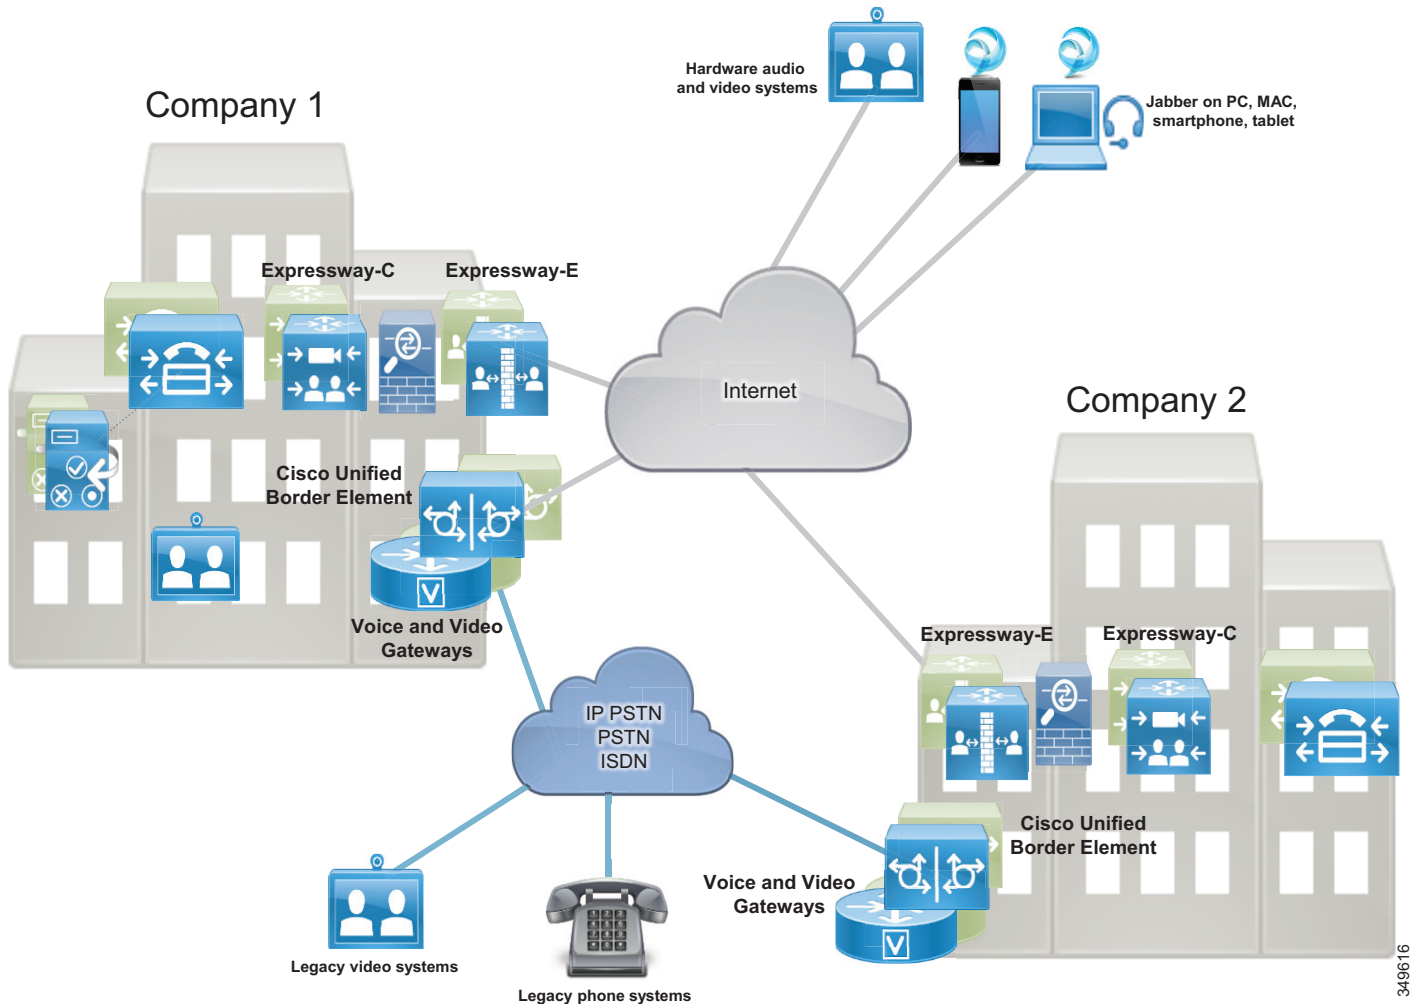 Hardware audio
and video systems
Jabber on PC, MAC,
smartphone, tablet
Company 1
Expressway-C
Expressway-E
Internet
Company 2
Cisco Unified
Border Element
Voice and Video
Gateways
V
IP PSTN
PSTN
ISDN
Expressway-E
Expressway-C
Cisco Unified
Border Element
Voice and Video
Gateways
V
Legacy video systems
Legacy phone systems
349616